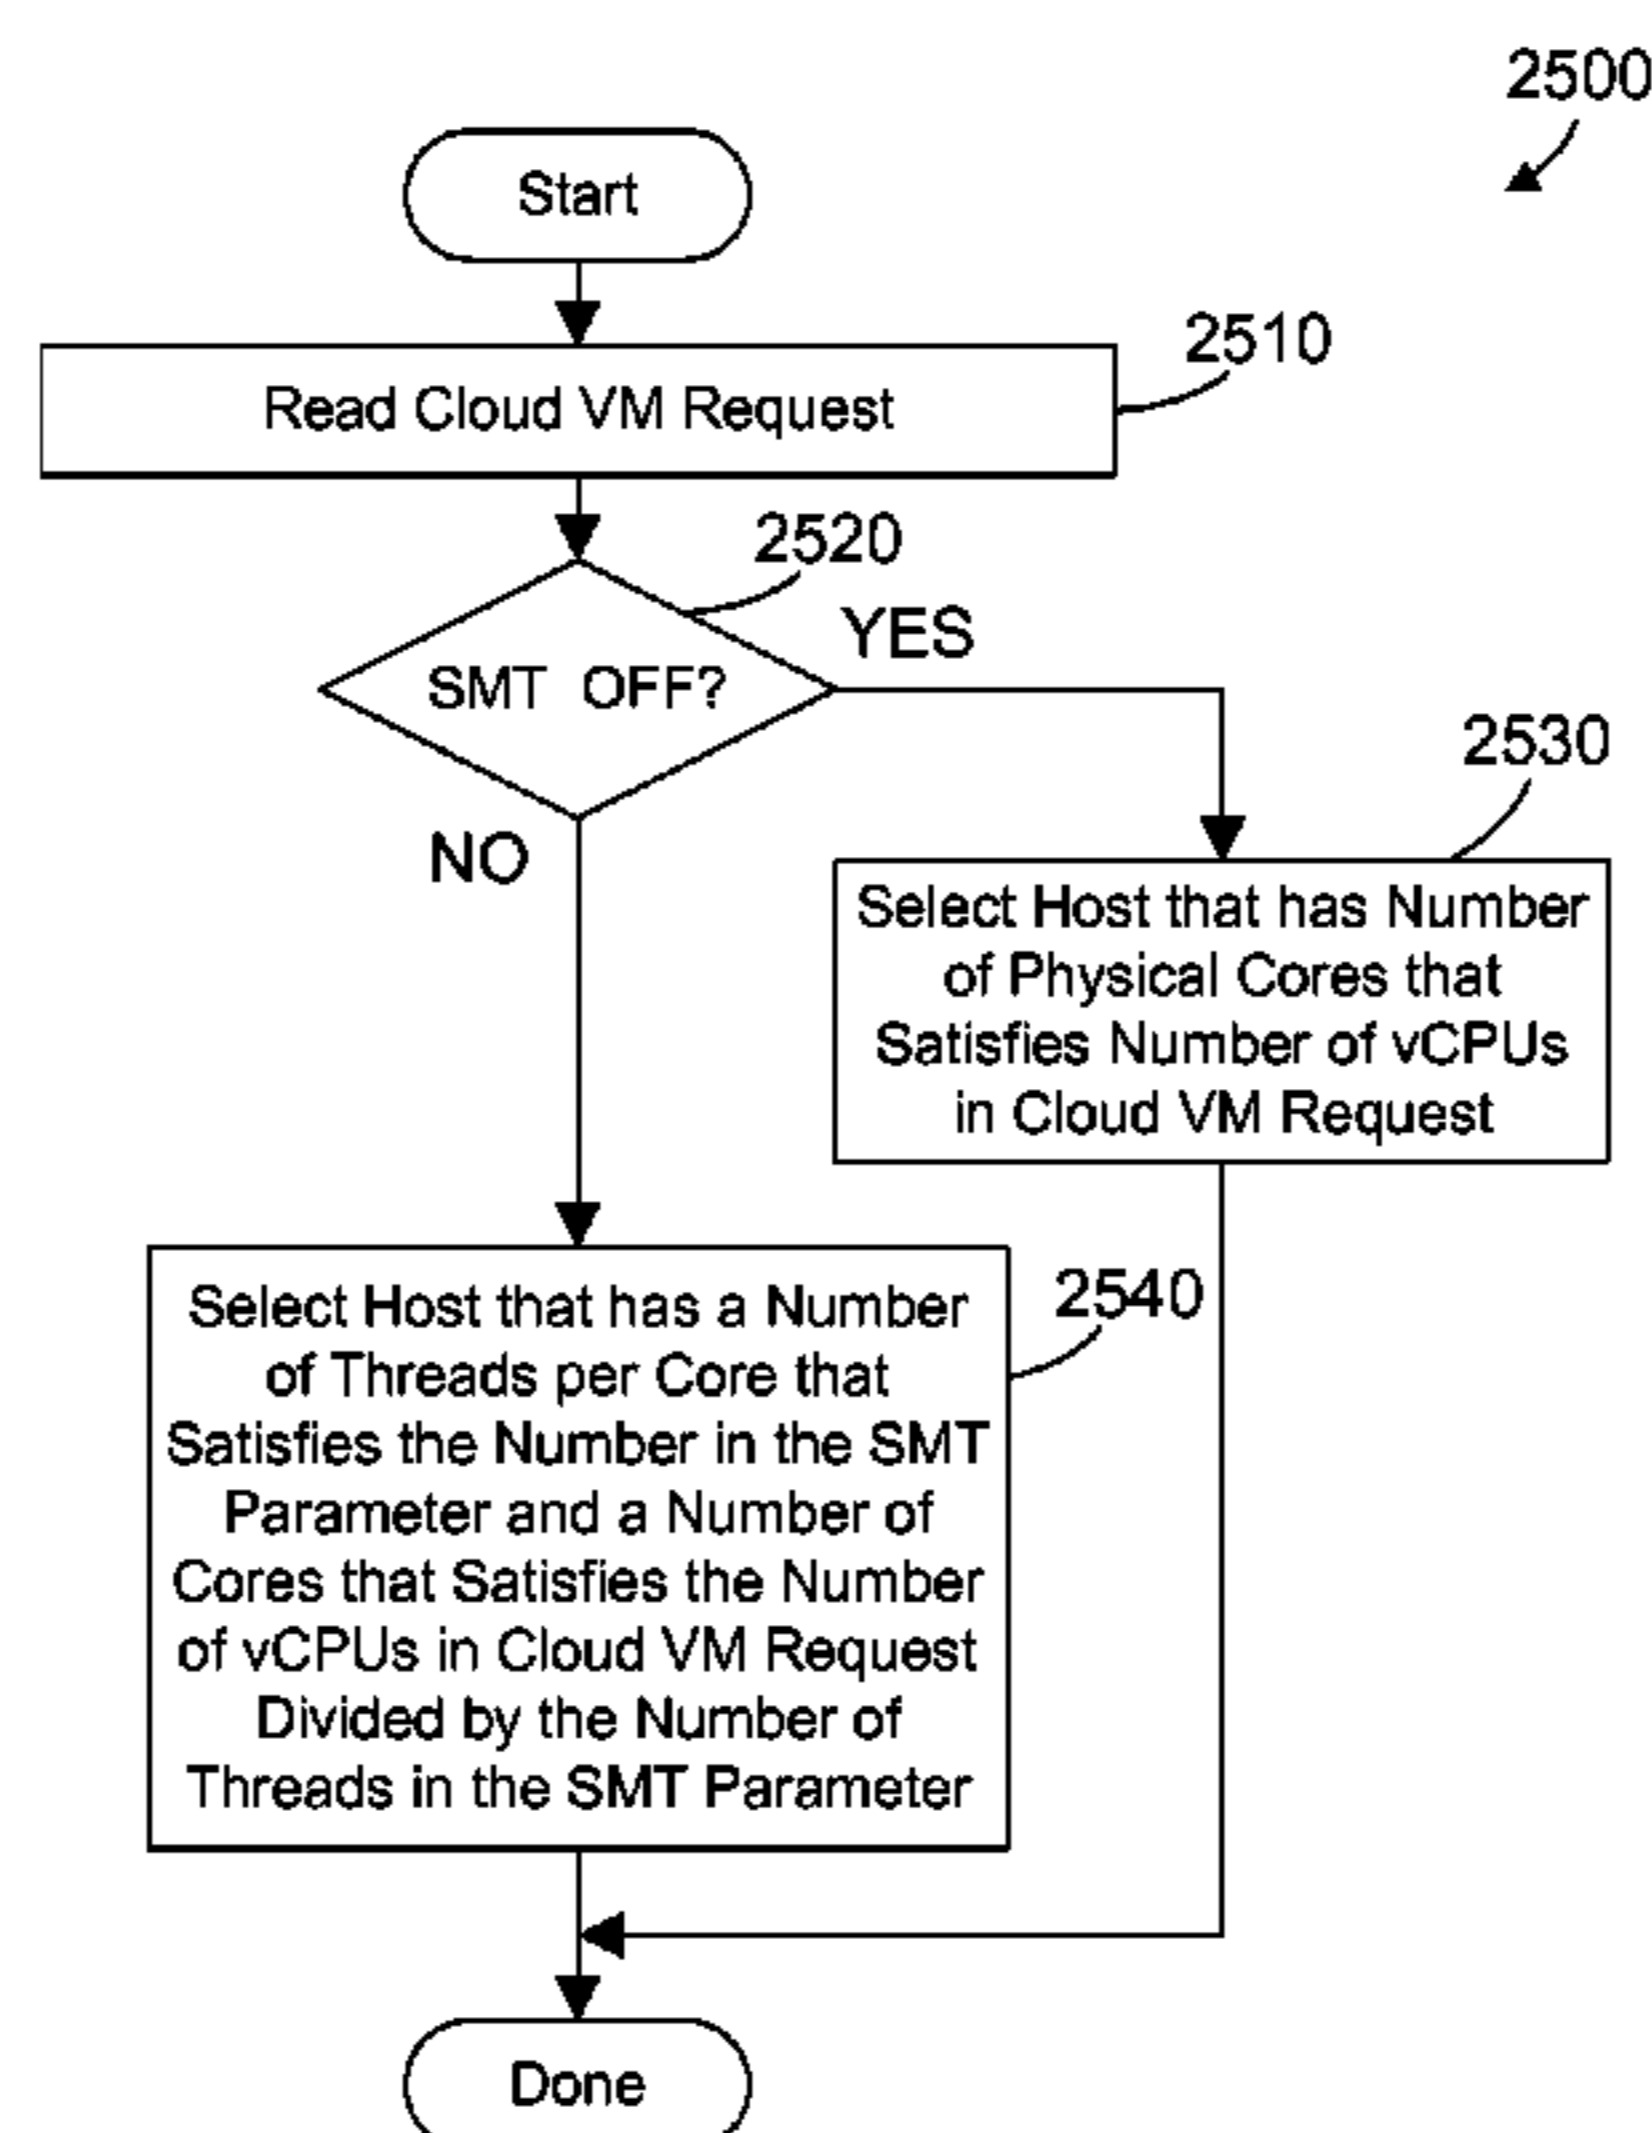 2500
Start
2510
Read Cloud VM Request
2520
YES
SMT OFF?
2530
NO
Select Host that has Number
of Physical Cores that
Satisfies Number of vCPUs
in Cloud VM Request
2540
Select Host that has a Number
of Threads per Core that
Satisfies the Number in the SMT
Parameter and a Number of
Cores that Satisfies the Number
of vCPUs in Cloud VM Request
Divided by the Number of
Threads in the SMT Parameter
Done